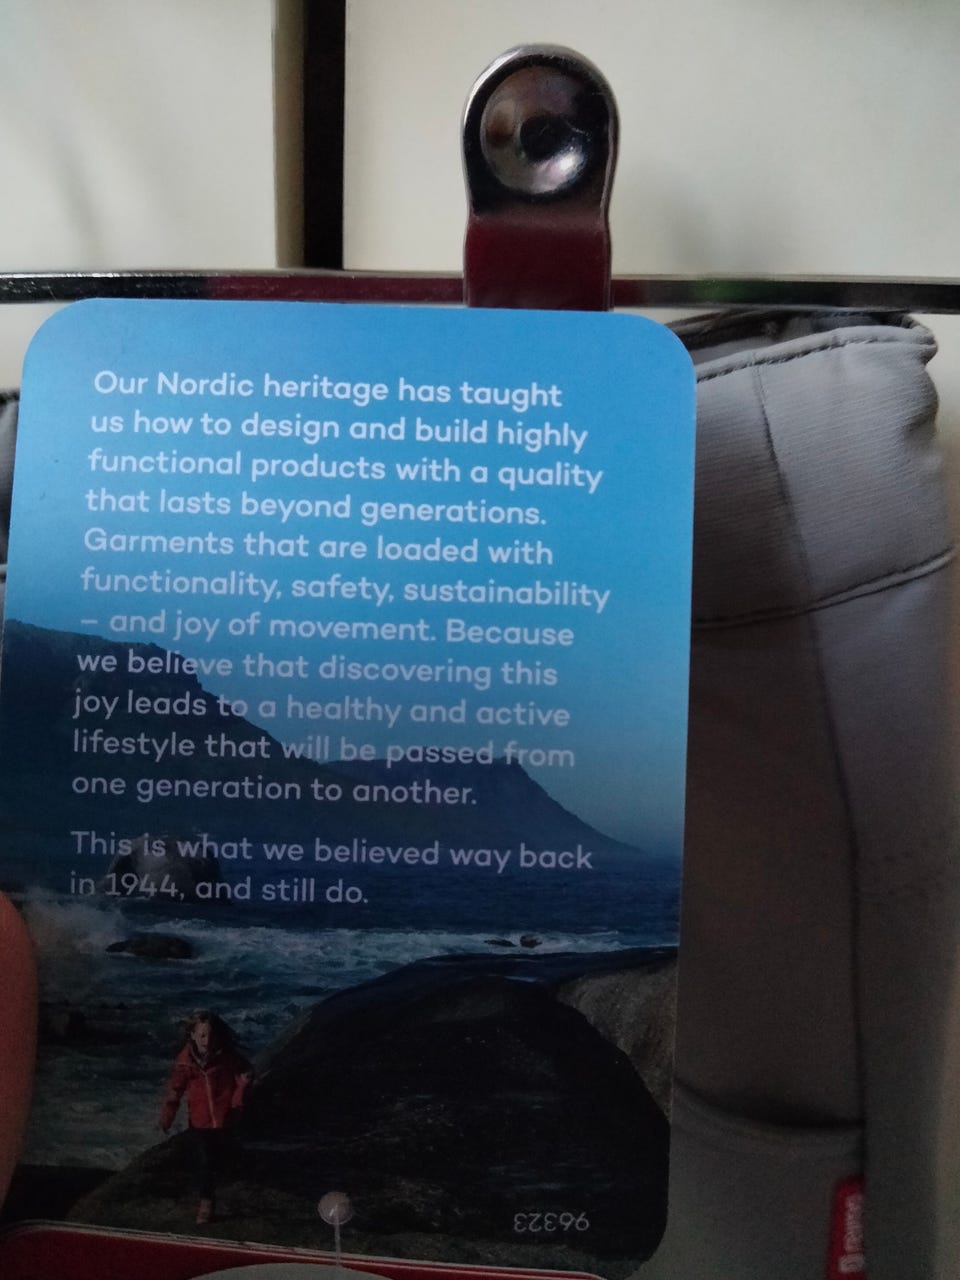 Our Nordic heritage has taught
us how to design and build highly
functional products with a quality
that lasts beyond generations.
Garments that are loaded with
functionality, safety, sustainability
– and joy of movement. Because
we believe that discovering this
joy leads to a healthy and active
lifestyle that will be passed from
one generation to another.
This is what we believed way back
in 1944, and still do.
96323